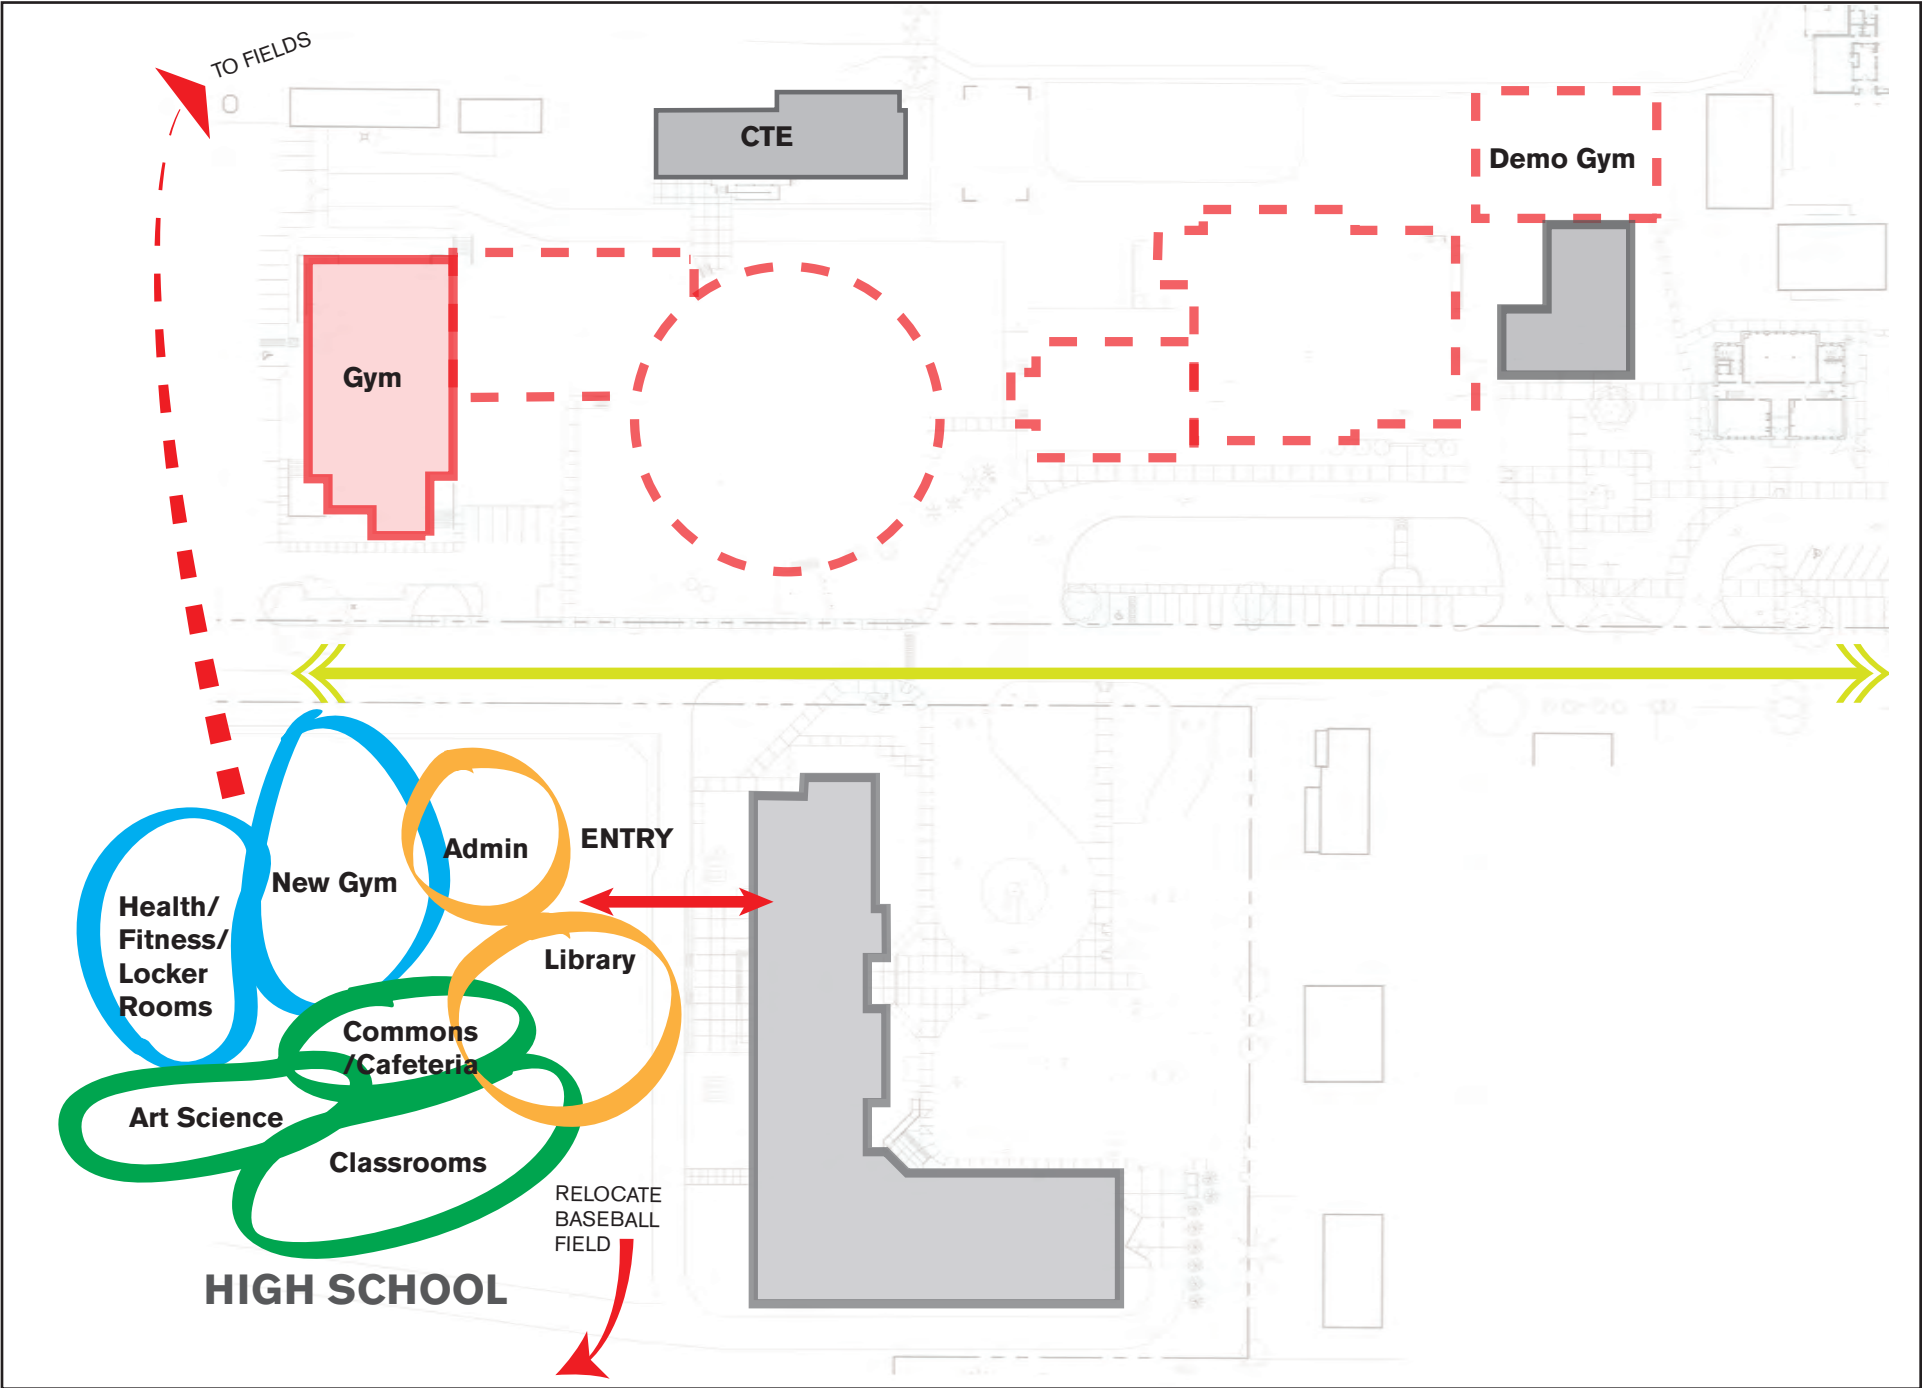 TO FIELDS
CTE
Demo Gym
Gym
Admin
ENTRY
New Gym
Health/
Fitness/
Locker
Rooms
Library
Commons
/Cafeteria
Art Science
Classrooms
RELOCATE
BASEBALL
FIELD
HIGH SCHOOL